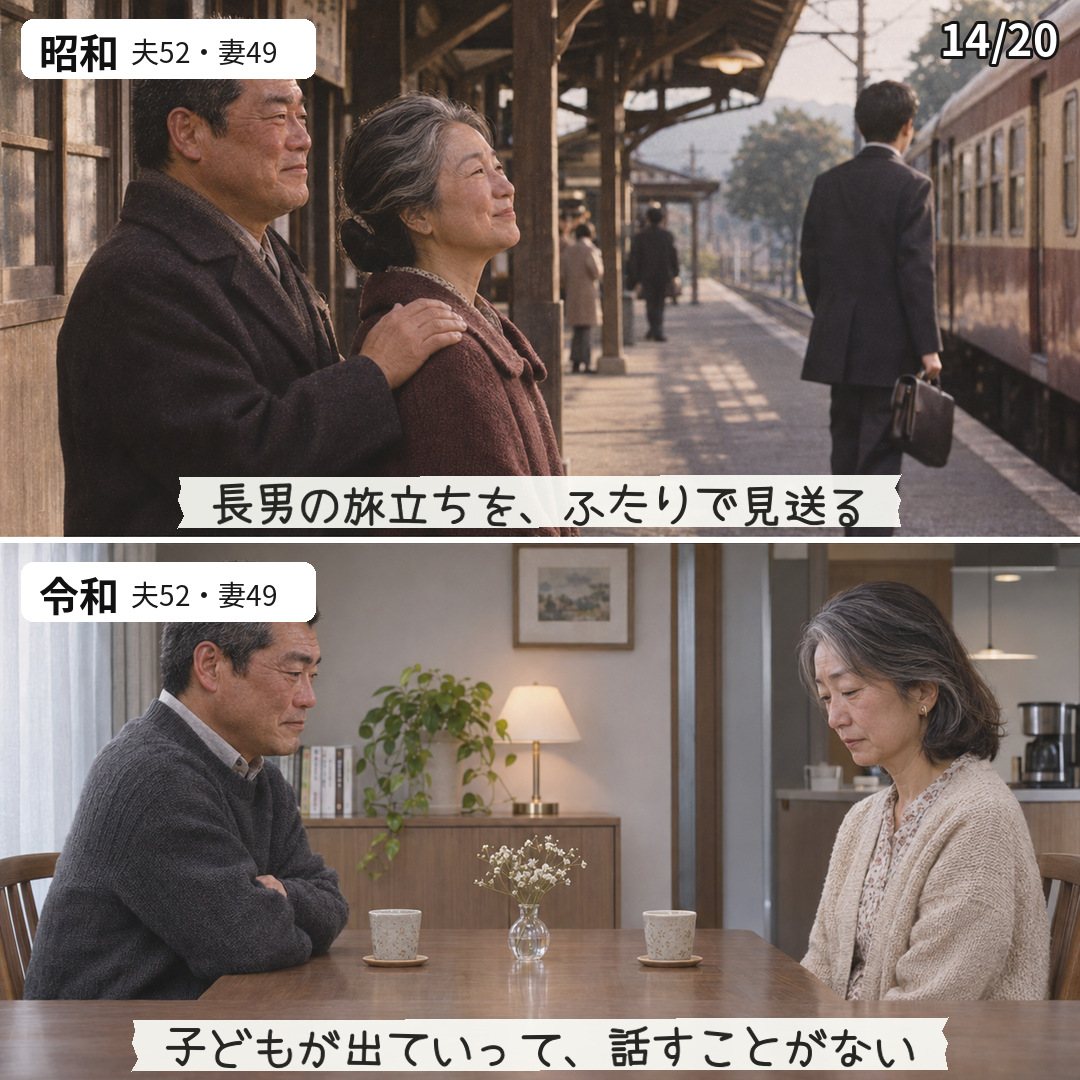 昭和 夫52・妻49
14/20
長男の旅立ちを、ふたりで見送る
令和 夫52・妻49
子どもが出ていって、話すことがない